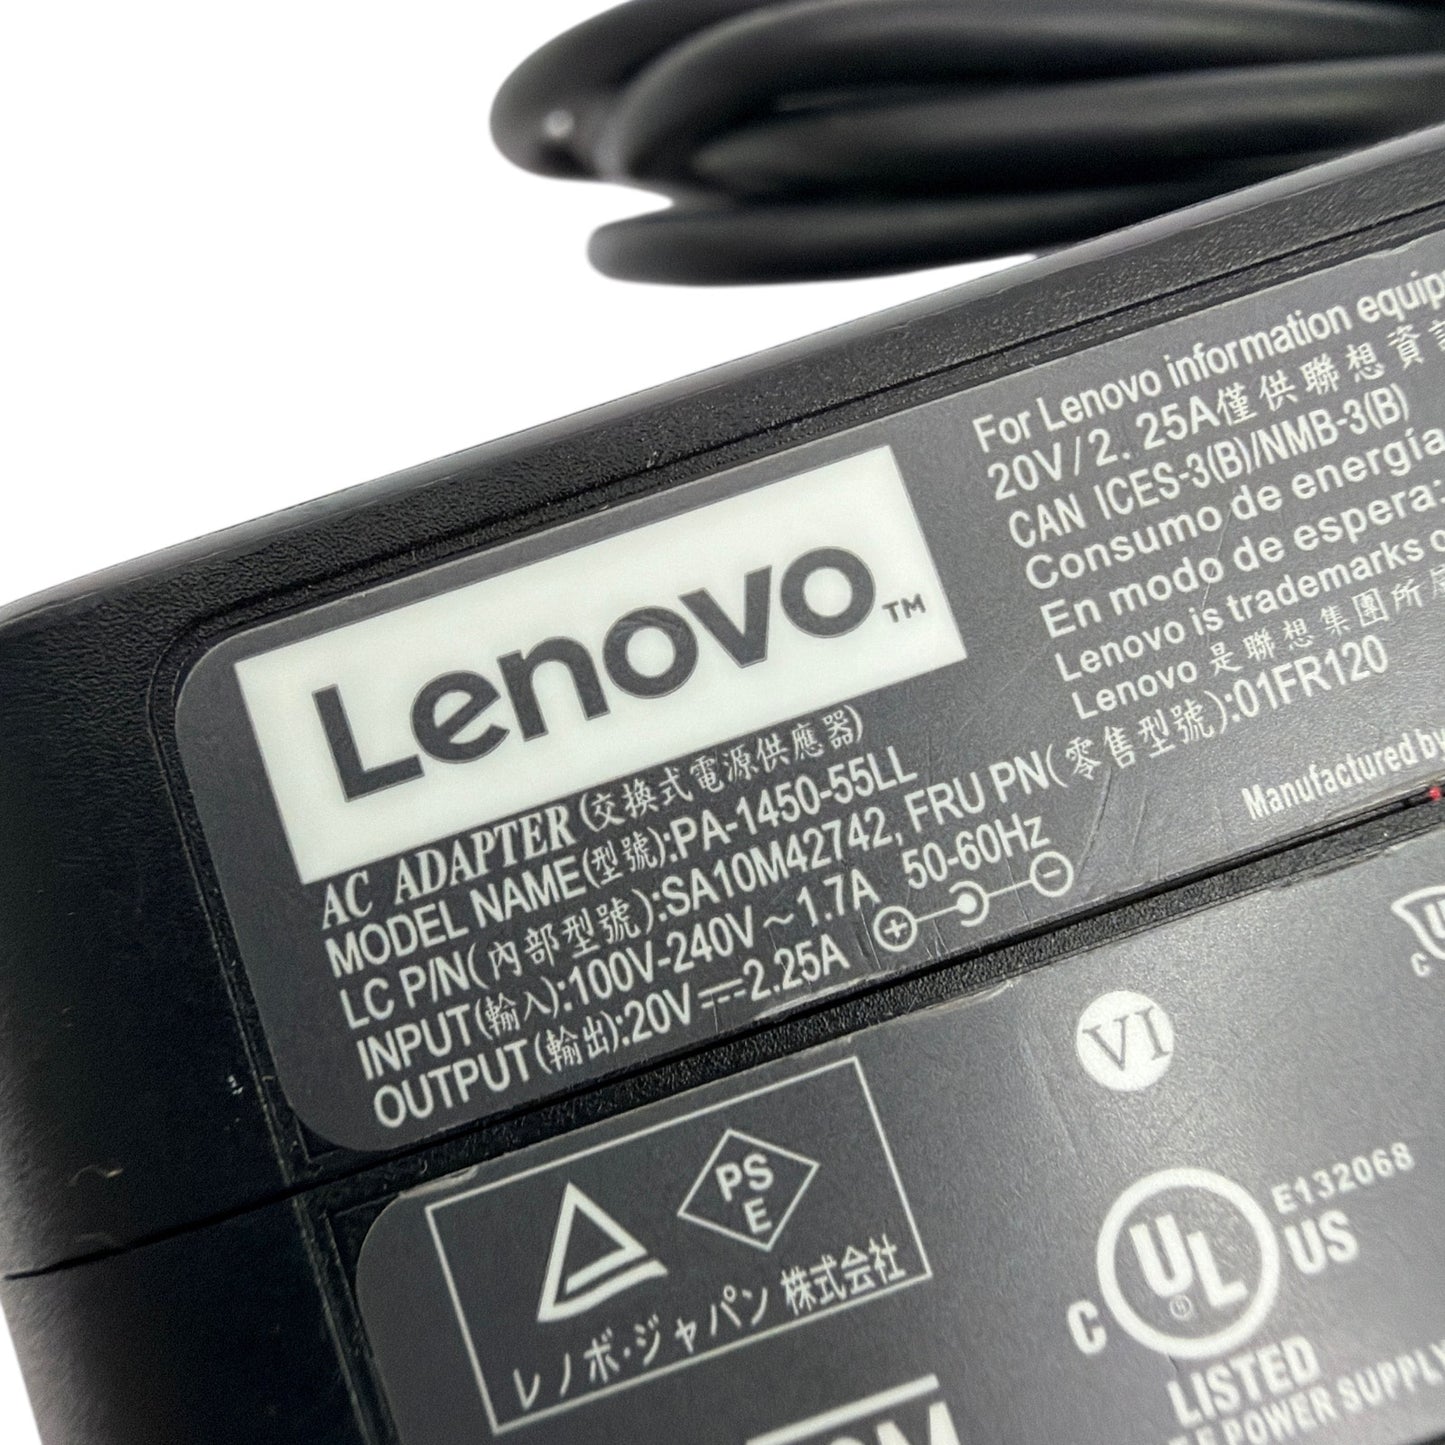 Lenovo™
AC ADAPTER (交換式電源供應器)
MODEL NAME(型號):PA-1450-55LL
LC P/N(內部型號):SA10M42742, FRU PN(零售型號):01FR120
INPUT(輸入):100V-240V～1.7A 50-60Hz
OUTPUT(輸出):20V⎓2.25A
For Lenovo information
20V/2.25A僅供聯想資
CAN ICES-3(B)/NMB-3(B)
Consumo de energía
En modo de espera:
Lenovo is trademarks
Lenovo 是聯想集團所
Manufactured by
VI
PS
E
レノボ・ジャパン 株式会社
C UL ® US
E132068
LISTED
POWER SUPPLY